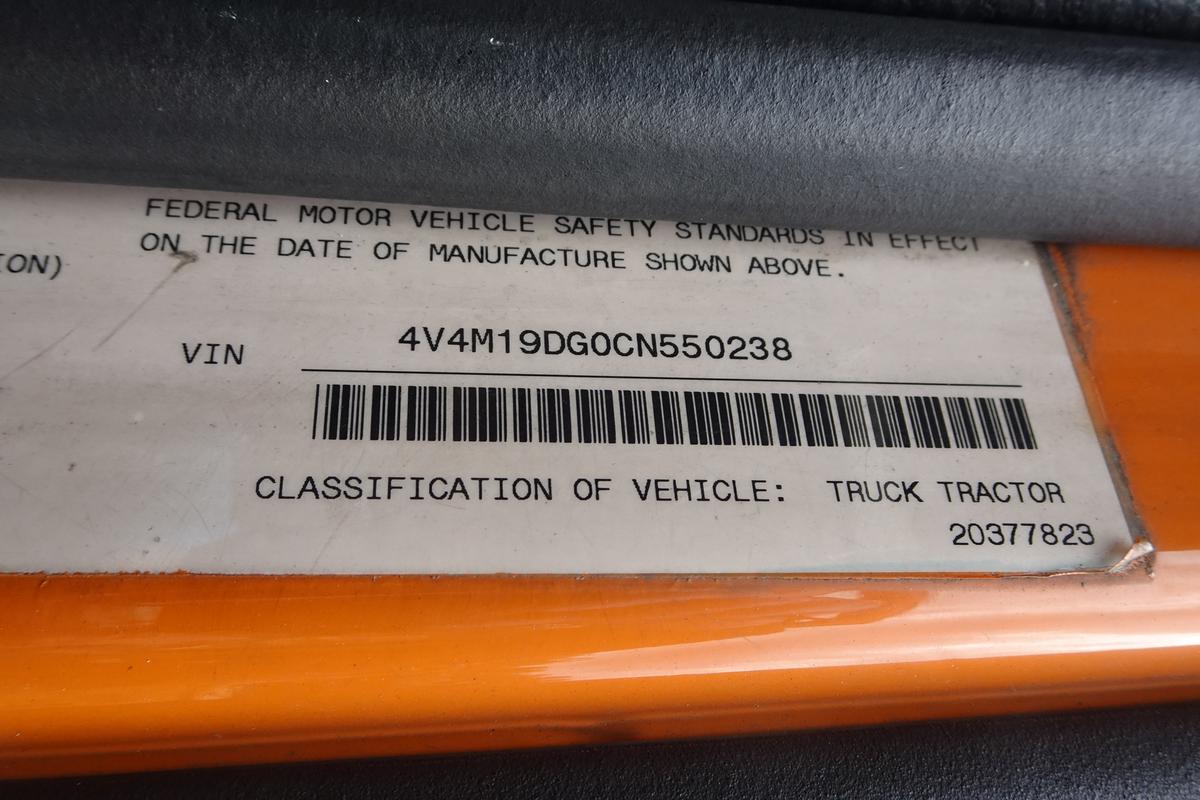 FEDERAL MOTOR VEHICLE SAFETY STANDARDS IN EFFECT
ON THE DATE OF MANUFACTURE SHOWN ABOVE.
ION)
VIN 4V4M19DG0CN550238
CLASSIFICATION OF VEHICLE: TRUCK TRACTOR
20377823